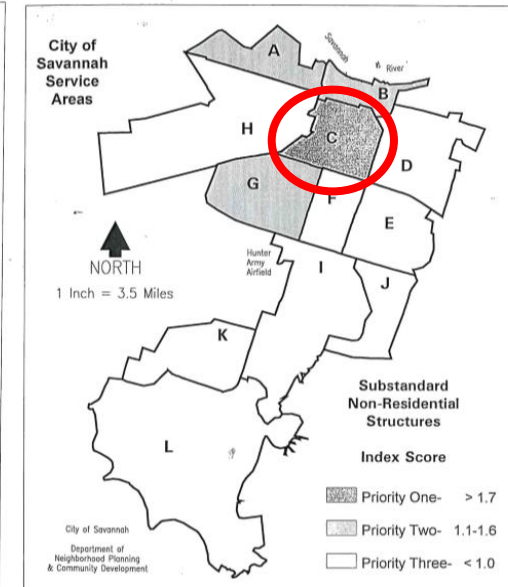 City of
Savannah
Service
Areas
Savannah
River
A
B
C
H
D
G
F
E
Hunter
Army
Airfield
I
J
NORTH
1 Inch = 3.5 Miles
K
L
Substandard
Non-Residential
Structures
Index Score
Priority One- > 1.7
Priority Two- 1.1-1.6
Priority Three- < 1.0
City of Savannah
Department of
Neighborhood Planning
& Community Development